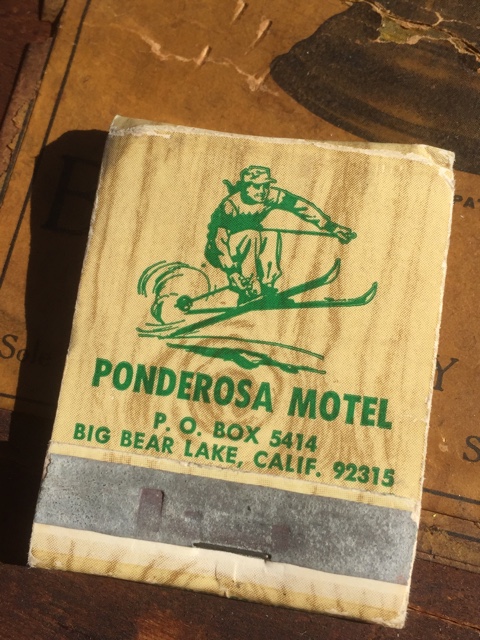 PONDEROSA MOTEL
P. O. BOX 5414
BIG BEAR LAKE, CALIF. 92315